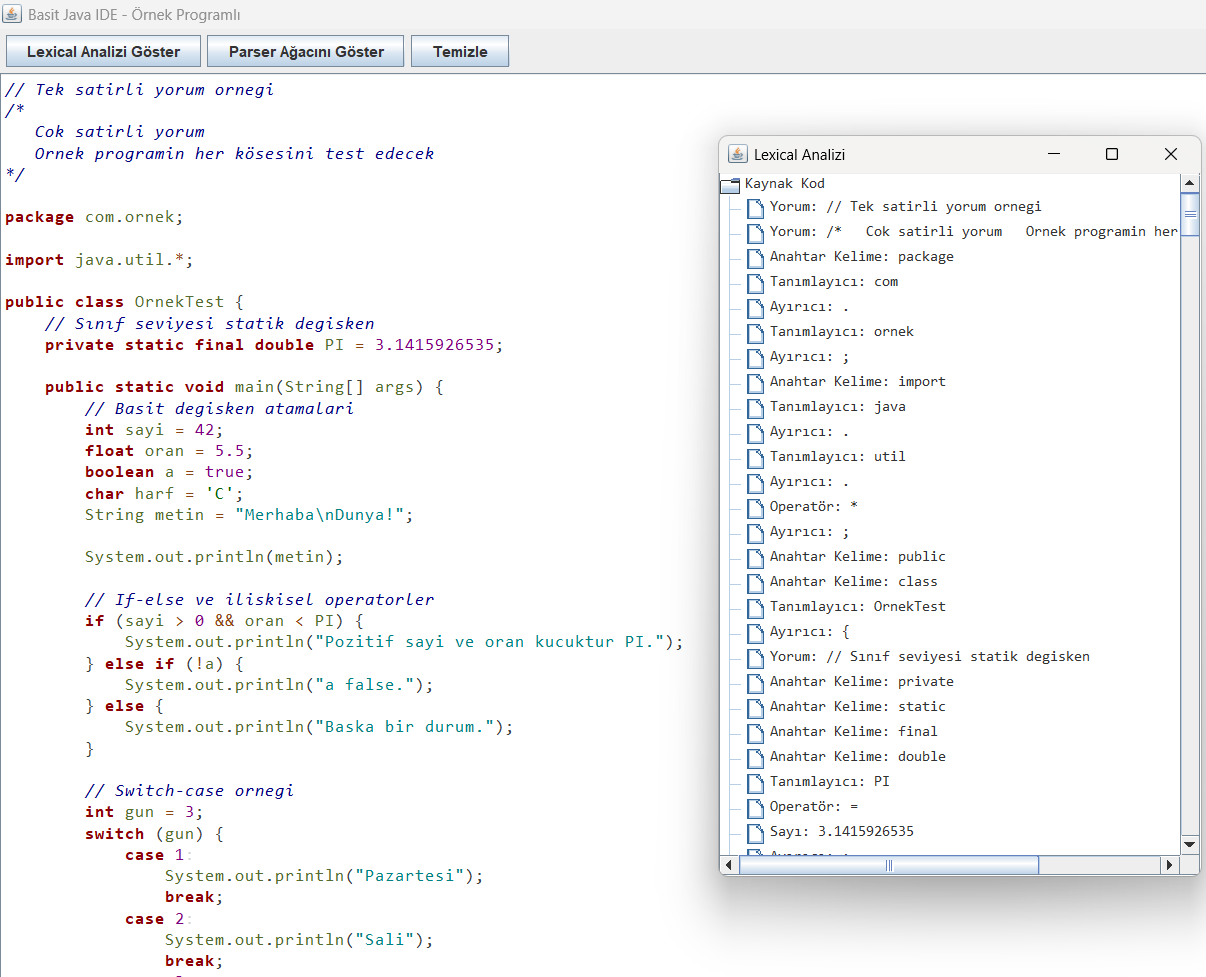 Basit Java IDE - Örnek Programlı
Lexical Analizi Göster
Parser Ağacını Göster
Temizle
// Tek satirli yorum ornegi
/*
Cok satirli yorum
Ornek programin her kösesini test edecek
*/
package com.ornek;
import java.util.*;
public class OrnekTest {
// Sınıf seviyesi statik degisken
private static final double PI = 3.1415926535;
public static void main(String[] args) {
// Basit degisken atamalari
int sayi = 42;
float oran = 5.5;
boolean a = true;
char harf = 'C';
String metin = "Merhaba\nDunya!";
System.out.println(metin);
// If-else ve iliskisel operatorler
if (sayi > 0 && oran < PI) {
System.out.println("Pozitif sayi ve oran kucuktur PI.");
} else if (!a) {
System.out.println("a false.");
} else {
System.out.println("Baska bir durum.");
}
// Switch-case ornegi
int gun = 3;
switch (gun) {
case 1:
System.out.println("Pazartesi");
break;
case 2:
System.out.println("Sali");
break;
Lexical Analizi
Kaynak Kod
Yorum: // Tek satirli yorum ornegi
Yorum: /* Cok satirli yorum Ornek programin her
Anahtar Kelime: package
Tanımlayıcı: com
Ayırıcı: .
Tanımlayıcı: ornek
Ayırıcı: ;
Anahtar Kelime: import
Tanımlayıcı: java
Ayırıcı: .
Tanımlayıcı: util
Ayırıcı: .
Operatör: *
Ayırıcı: ;
Anahtar Kelime: public
Anahtar Kelime: class
Tanımlayıcı: OrnekTest
Ayırıcı: {
Yorum: // Sınıf seviyesi statik degisken
Anahtar Kelime: private
Anahtar Kelime: static
Anahtar Kelime: final
Anahtar Kelime: double
Tanımlayıcı: PI
Operatör: =
Sayı: 3.1415926535